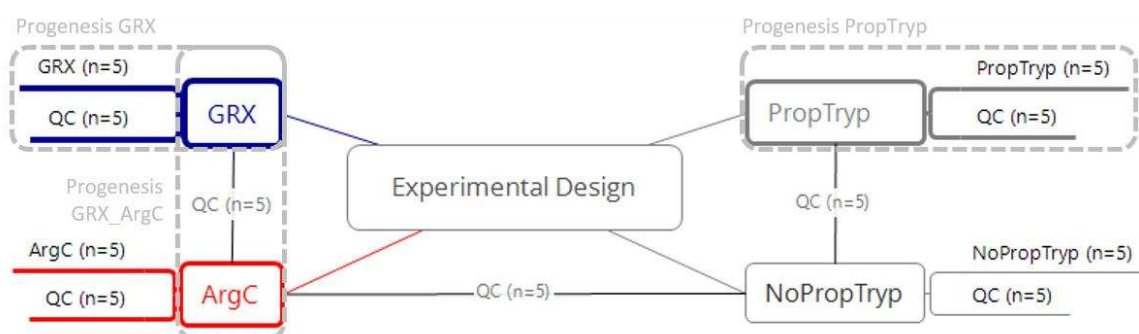 Progenesis GRX
Progenesis PropTryp
GRX (n=5)
QC (n=5)
GRX
PropTryp
PropTryp (n=5)
QC (n=5)
Experimental Design
Progenesis
GRX_ArgC
QC (n=5)
QC (n=5)
ArgC (n=5)
QC (n=5)
ArgC
QC (n=5)
NoPropTryp
NoPropTryp (n=5)
QC (n=5)